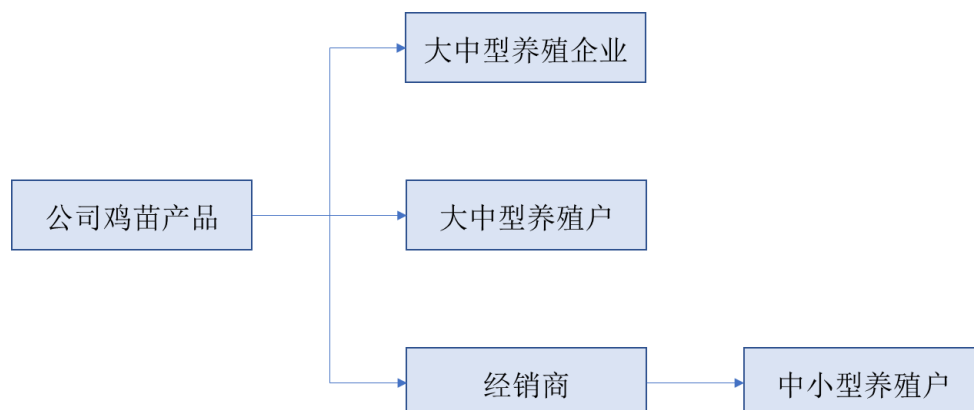 大中型养殖企业
公司鸡苗产品
大中型养殖户
经销商
中小型养殖户